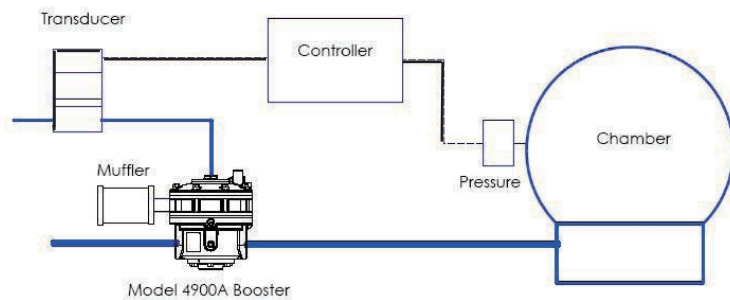 Transducer
Controller
Chamber
Muffler
Pressure
Model 4900A Booster